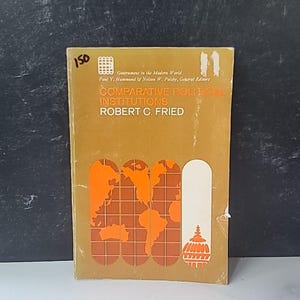 150
Government in the Modern World
Paul Y. Hammond & Nelson W. Polsby, General Editors
COMPARATIVE POLITICAL
INSTITUTIONS
ROBERT C. FRIED